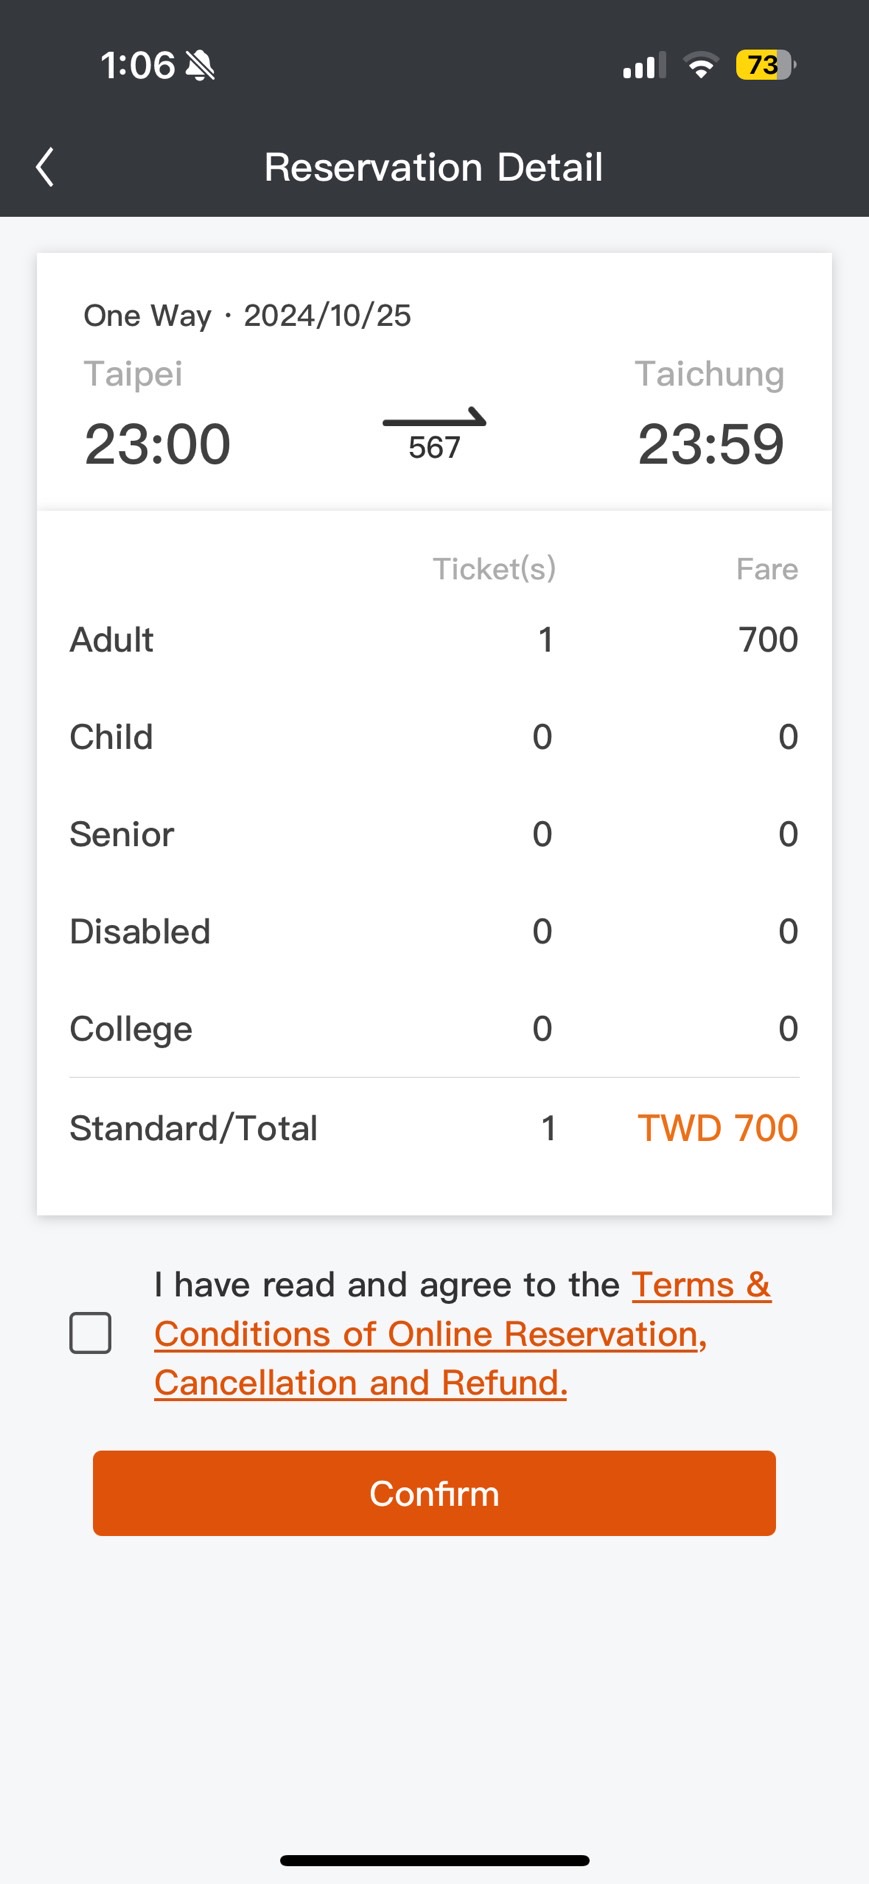 1:06
73
Reservation Detail
One Way · 2024/10/25
Taipei
Taichung
23:00
567
23:59
Ticket(s) Fare
Adult 1 700
Child 0 0
Senior 0 0
Disabled 0 0
College 0 0
Standard/Total 1 TWD 700
I have read and agree to the Terms &
Conditions of Online Reservation,
Cancellation and Refund.
Confirm